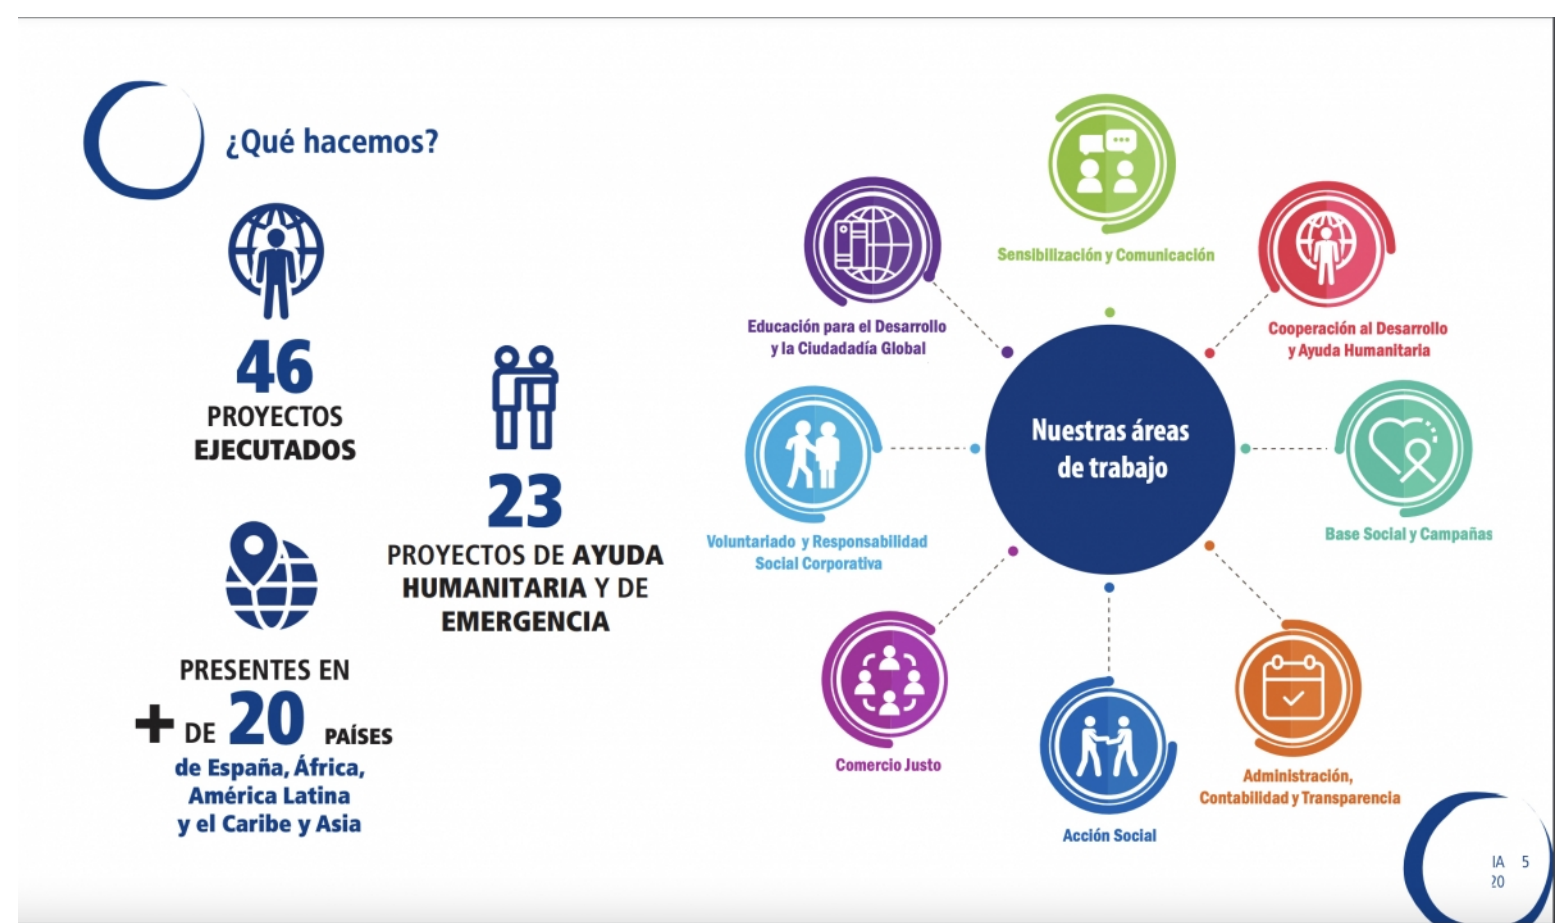 ¿Qué hacemos?
46
PROYECTOS
EJECUTADOS
23
PROYECTOS DE AYUDA
HUMANITARIA Y DE
EMERGENCIA
PRESENTES EN
+ DE 20 PAÍSES
de España, África,
América Latina
y el Caribe y Asia
Sensibilización y Comunicación
Educación para el Desarrollo
y la Ciudadadía Global
Cooperación al Desarrollo
y Ayuda Humanitaria
Nuestras áreas
de trabajo
Voluntariado y Responsabilidad
Social Corporativa
Base Social y Campañas
Comercio Justo
Administración,
Contabilidad y Transparencia
Acción Social
IA 5
20